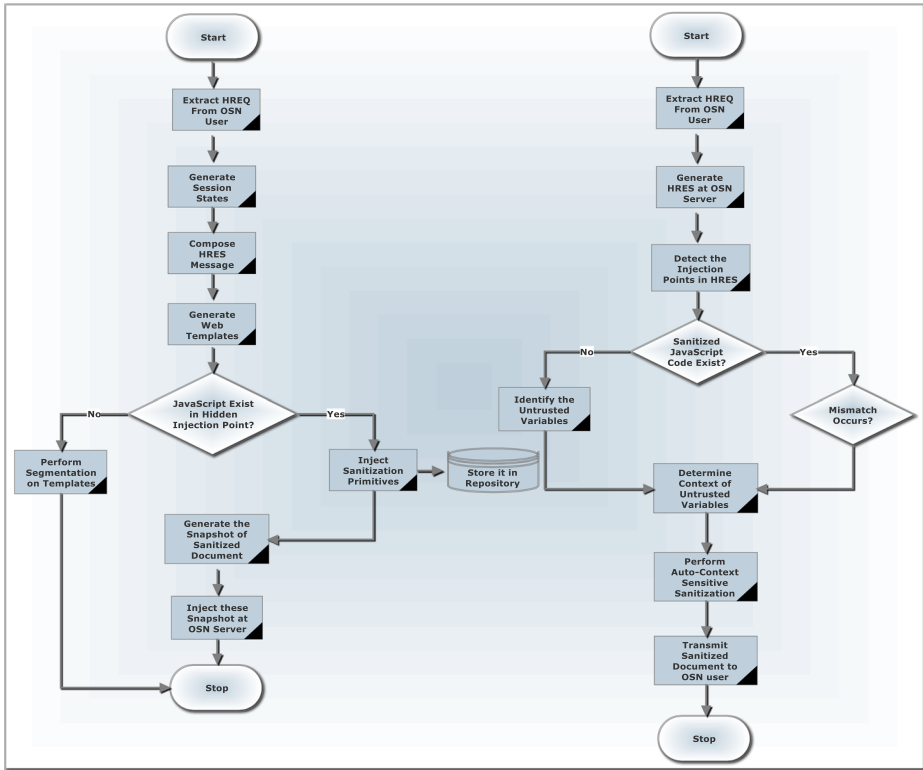 Start
Extract HREQ
From OSN
User
Generate
Session
States
Compose
HRES
Message
Generate
Web
Templates
JavaScript Exist
in Hidden
Injection Point?
No
Yes
Perform
Segmentation
on Templates
Inject
Sanitization
Primitives
Store it in
Repository
Generate the
Snapshot of
Sanitized
Document
Inject these
Snapshot at
OSN Server
Stop
Start
Extract HREQ
From OSN
User
Generate
HRES at OSN
Server
Detect the
Injection
Points in HRES
Sanitized
JavaScript
Code Exist?
No
Yes
Identify the
Untrusted
Variables
Mismatch
Occurs?
Determine
Context of
Untrusted
Variables
Perform
Auto-Context
Sensitive
Sanitization
Transmit
Sanitized
Document to
OSN user
Stop